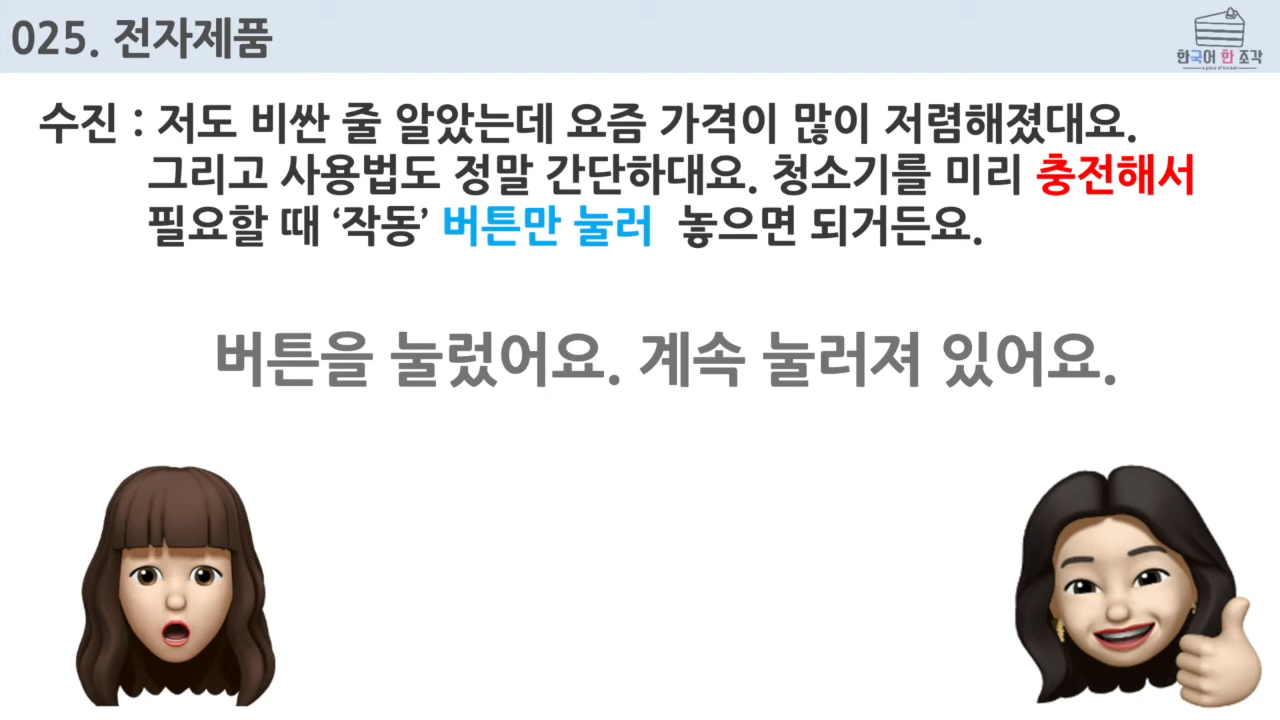 025. 전자제품
한국어 한 조각
수진 : 저도 비싼 줄 알았는데 요즘 가격이 많이 저렴해졌대요.
그리고 사용법도 정말 간단하대요. 청소기를 미리 충전해서
필요할 때 ‘작동’ 버튼만 눌러 놓으면 되거든요.
버튼을 눌렀어요. 계속 눌러져 있어요.